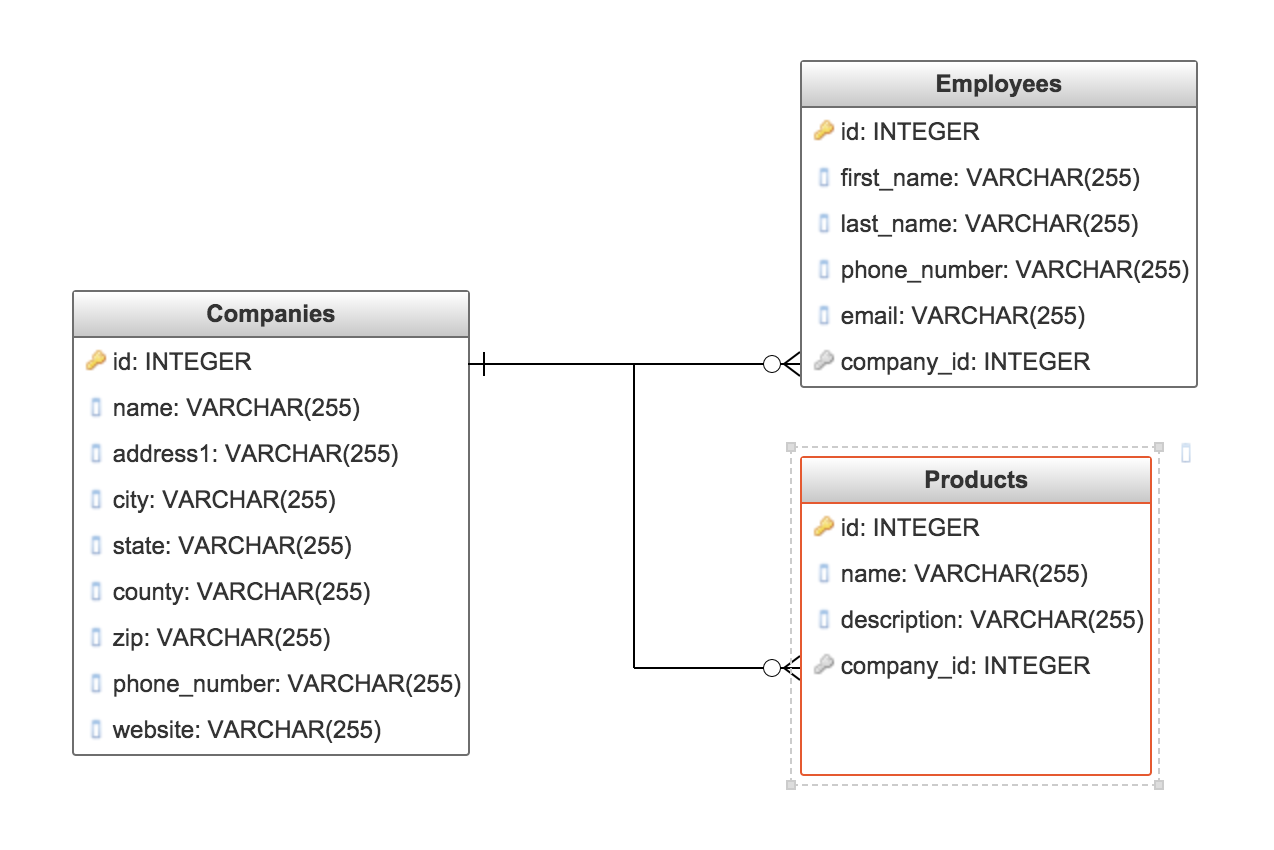 Employees
id: INTEGER
first_name: VARCHAR(255)
last_name: VARCHAR(255)
phone_number: VARCHAR(255)
email: VARCHAR(255)
company_id: INTEGER
Companies
id: INTEGER
name: VARCHAR(255)
address1: VARCHAR(255)
city: VARCHAR(255)
state: VARCHAR(255)
county: VARCHAR(255)
zip: VARCHAR(255)
phone_number: VARCHAR(255)
website: VARCHAR(255)
Products
id: INTEGER
name: VARCHAR(255)
description: VARCHAR(255)
company_id: INTEGER